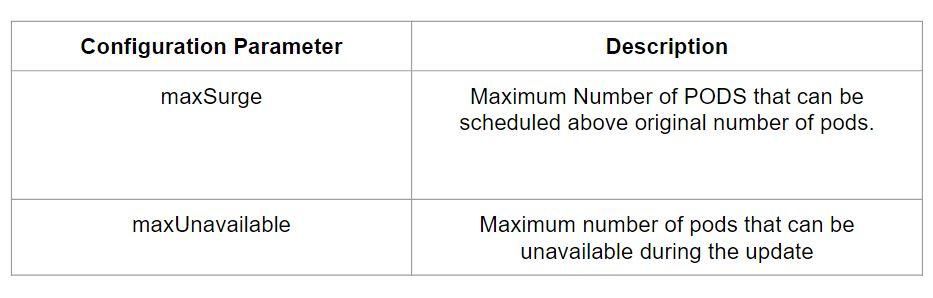 Configuration Parameter
Description
maxSurge
Maximum Number of PODS that can be
scheduled above original number of pods.
maxUnavailable
Maximum number of pods that can be
unavailable during the update